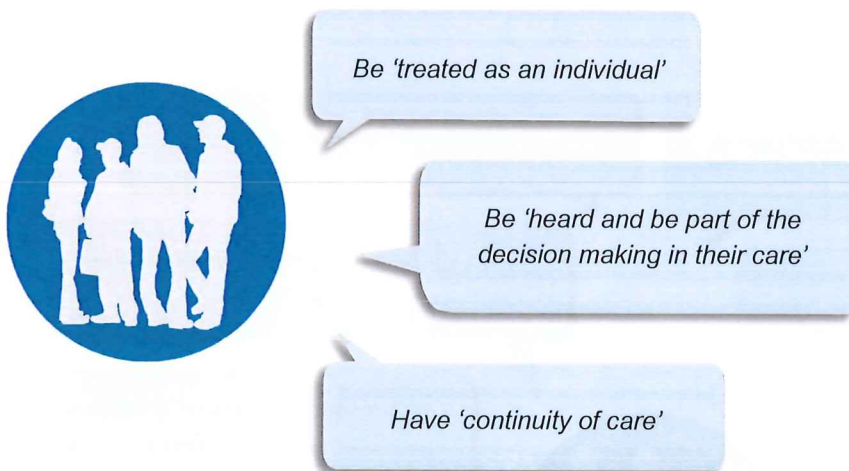 Be ‘treated as an individual’
Be ‘heard and be part of the
decision making in their care’
Have ‘continuity of care’